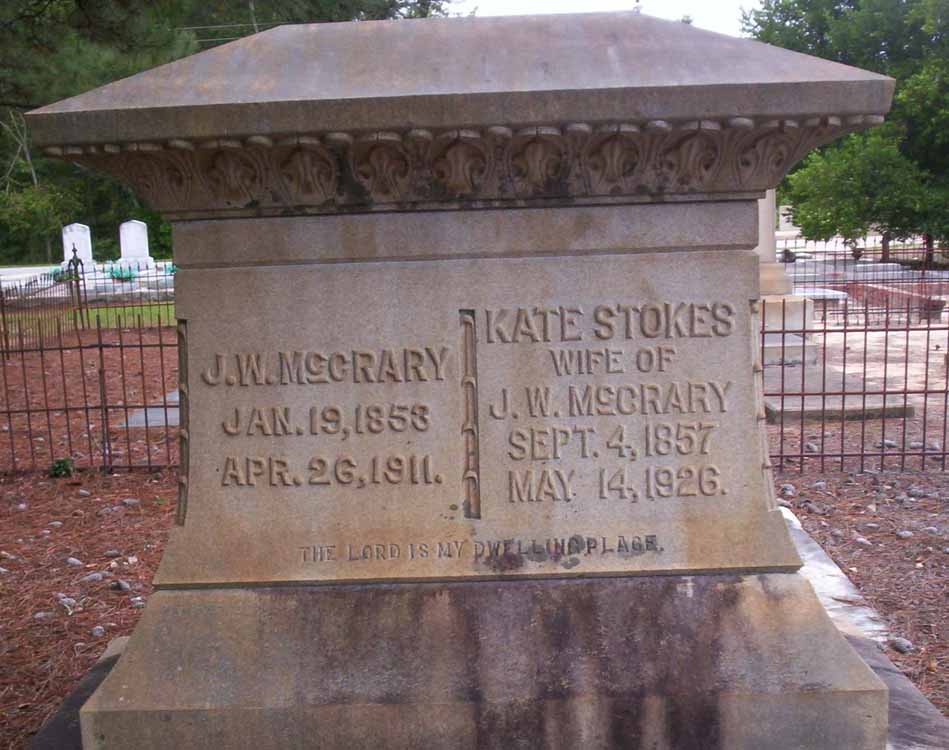 J.W. McCRARY
JAN. 19, 1853
APR. 26, 1911.
KATE STOKES
WIFE OF
J. W. McCRARY
SEPT. 4, 1857
MAY 14, 1926.
THE LORD IS MY DWELLING PLACE.